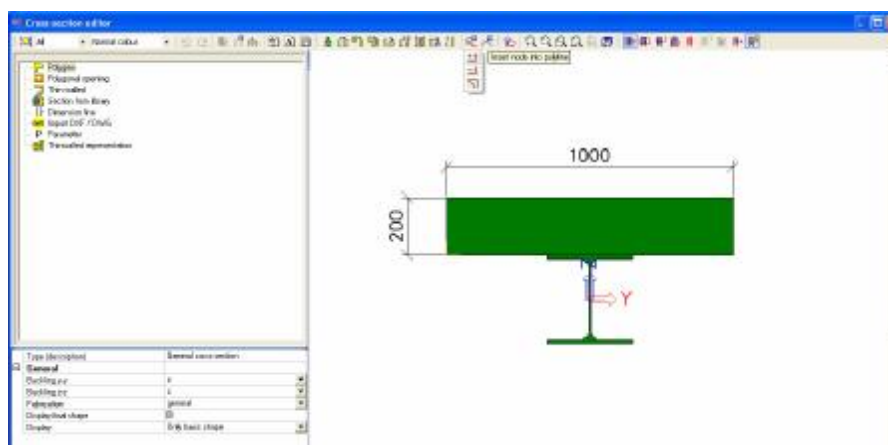 Cross-section editor
All
Normal colour
Insert node into polyline
Polygon
Polygonal opening
Thin-walled
Section from library
Dimension line
Import DXF / DWG
Parameter
Thin-walled representation
1000
200
Y
Type (description) General cross-section
General
Buckling y-y
Buckling z-z
Fabrication general
Display final shape
Display Only basic shape